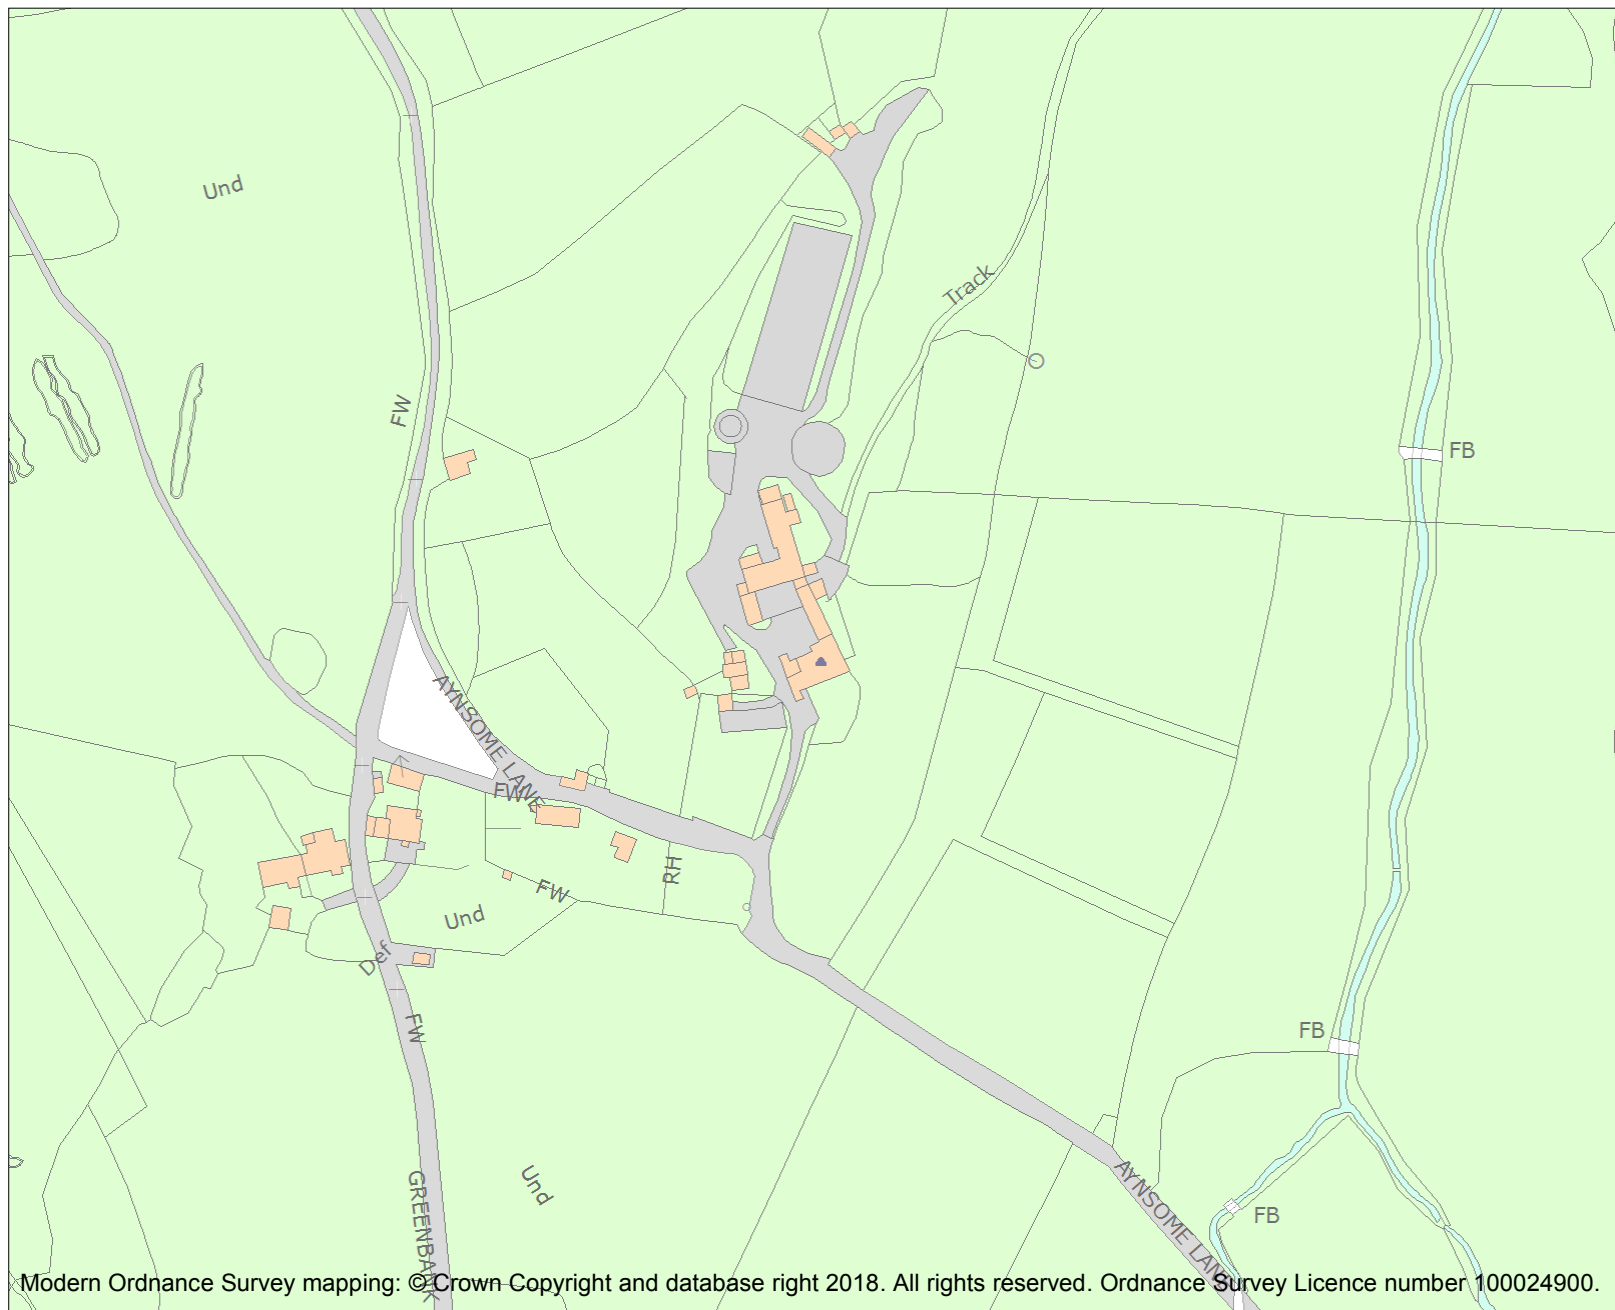 Und
Track
FW
FB
AYNSOME LANE
FW
RH
FW
Und
Def
FW
FB
GREENBANK
Und
AYNSOME LANE
FB
Modern Ordnance Survey mapping: © Crown Copyright and database right 2018. All rights reserved. Ordnance Survey Licence number 100024900.